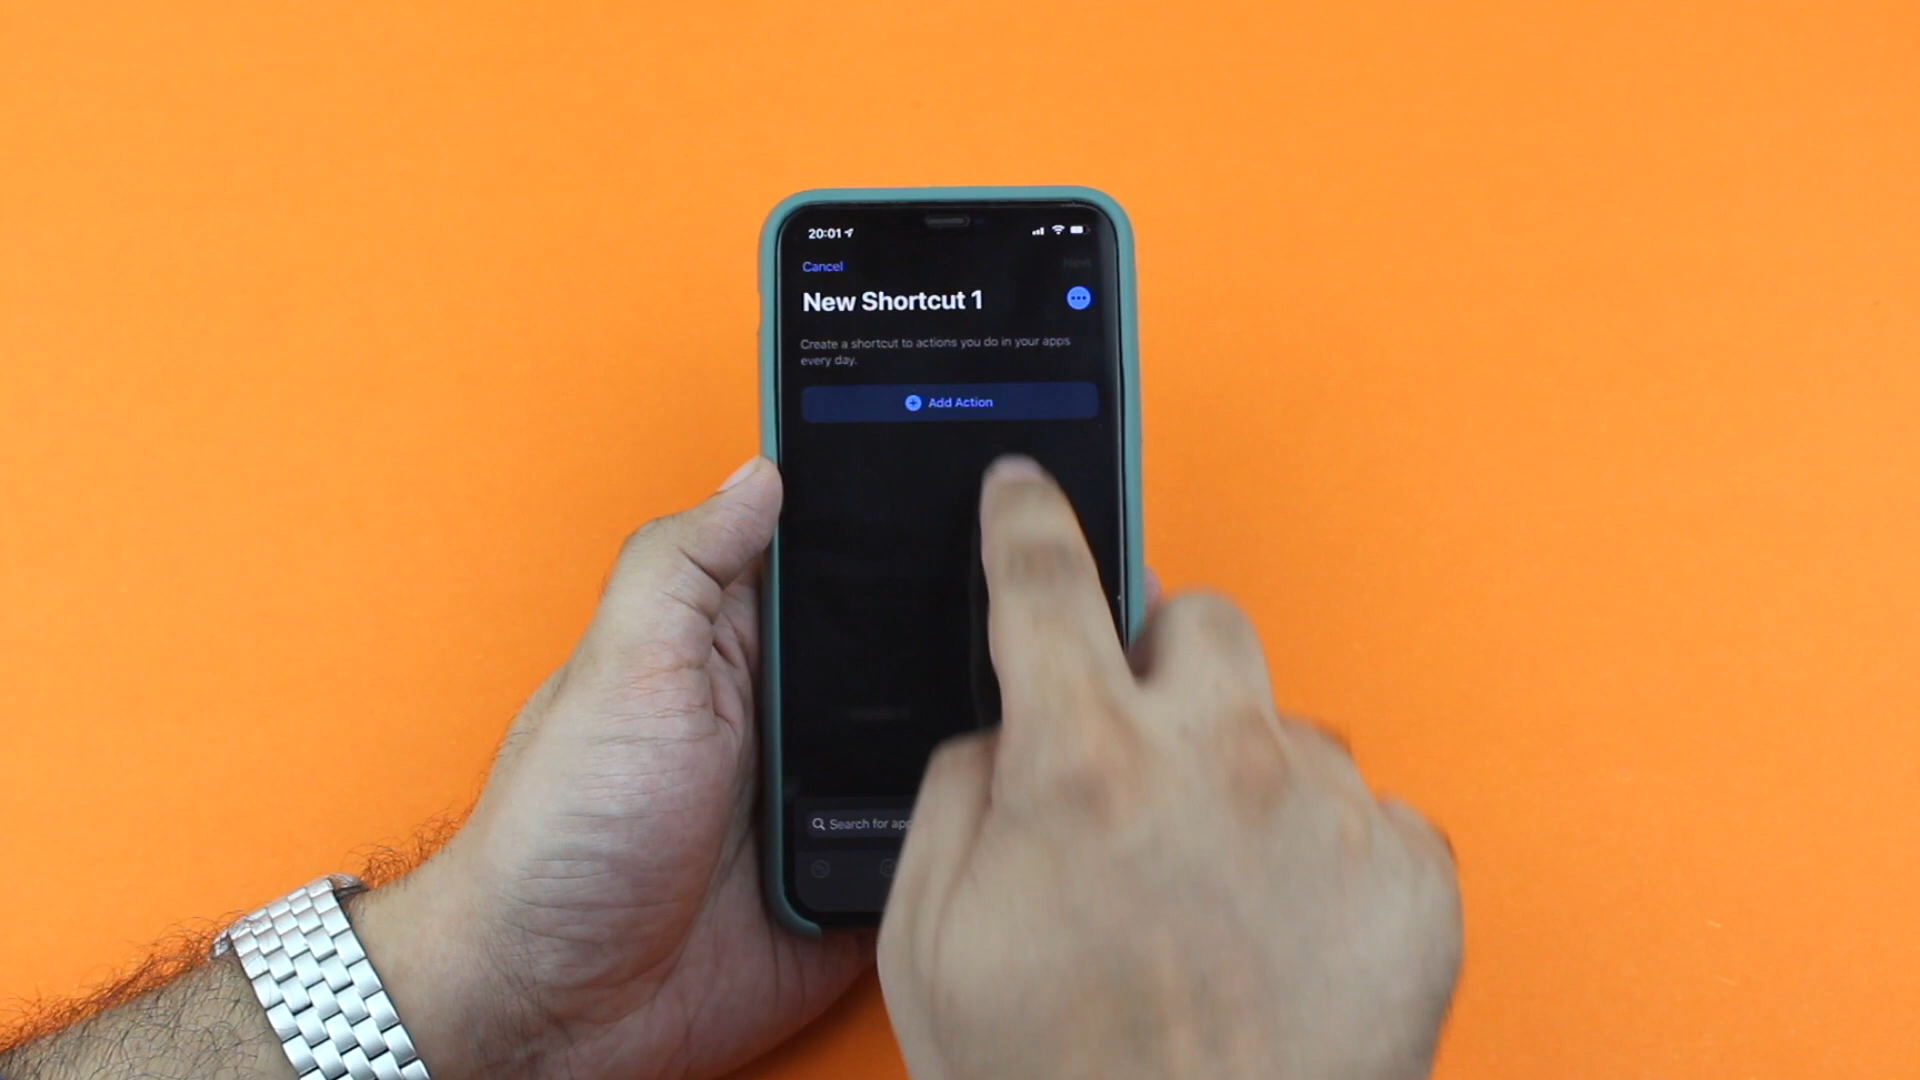 20:01
Cancel
Next
New Shortcut 1
Create a shortcut to actions you do in your apps
every day.
Add Action
Search for